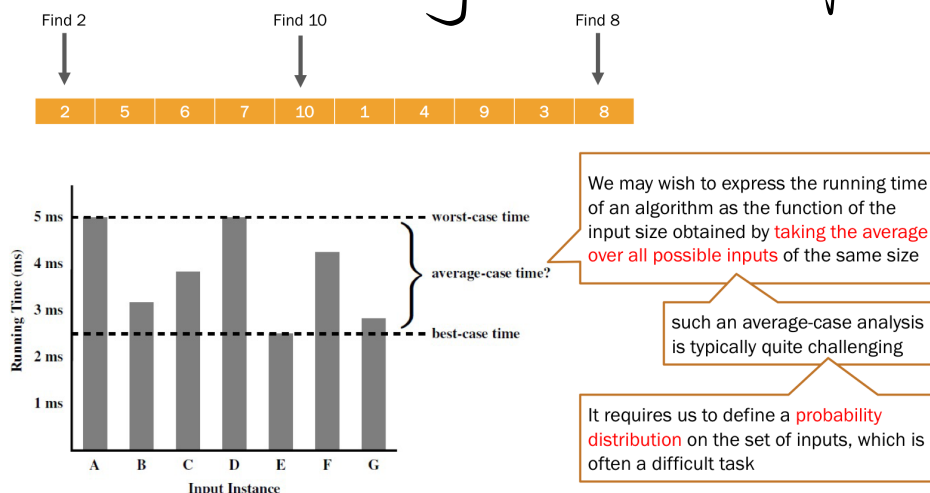 Find 2 Find 10 Find 8
2 5 6 7 10 1 4 9 3 8
We may wish to express the running time
of an algorithm as the function of the
input size obtained by taking the average
over all possible inputs of the same size
such an average-case analysis
is typically quite challenging
It requires us to define a probability
distribution on the set of inputs, which is
often a difficult task
Running Time (ms)
5 ms
4 ms
3 ms
2 ms
1 ms
worst-case time
average-case time?
best-case time
A B C D E F G
Input Instance